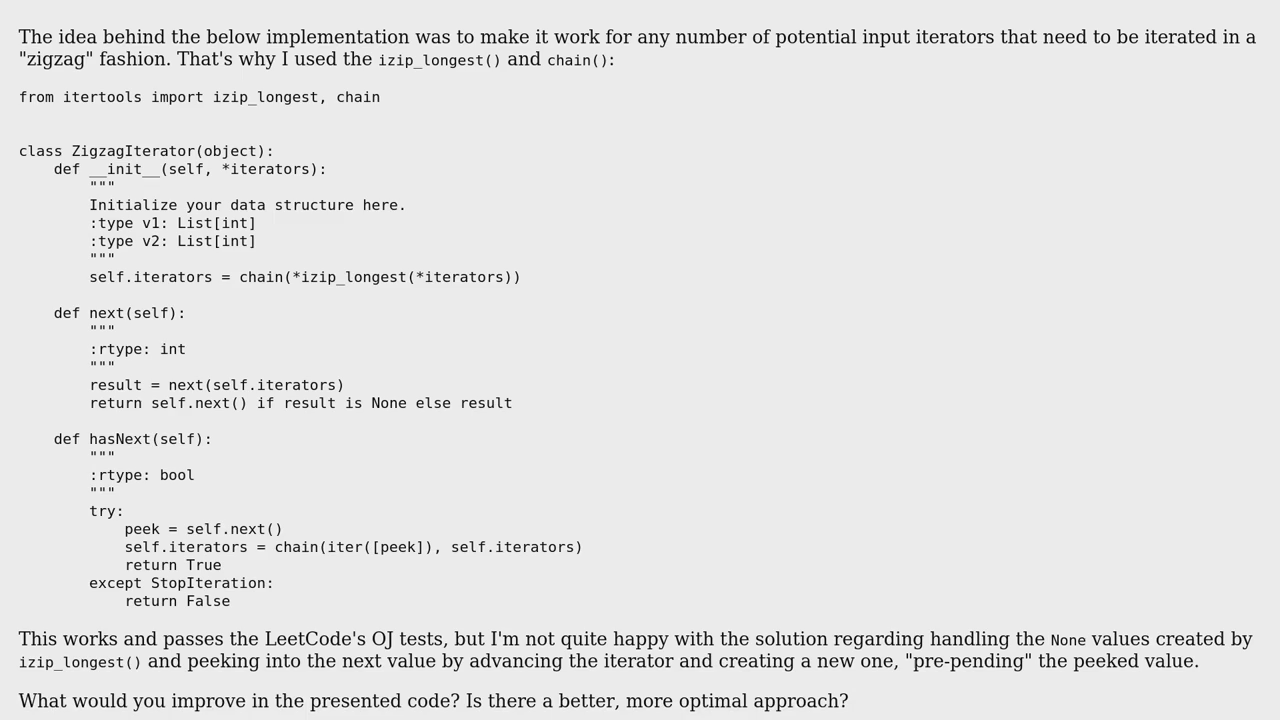 The idea behind the below implementation was to make it work for any number of potential input iterators that need to be iterated in a
"zigzag" fashion. That's why I used the izip_longest() and chain():
from itertools import izip_longest, chain
class ZigzagIterator(object):
    def __init__(self, *iterators):
        """
        Initialize your data structure here.
        :type v1: List[int]
        :type v2: List[int]
        """
        self.iterators = chain(*izip_longest(*iterators))
    def next(self):
        """
        :rtype: int
        """
        result = next(self.iterators)
        return self.next() if result is None else result
    def hasNext(self):
        """
        :rtype: bool
        """
        try:
            peek = self.next()
            self.iterators = chain(iter([peek]), self.iterators)
            return True
        except StopIteration:
            return False
This works and passes the LeetCode's OJ tests, but I'm not quite happy with the solution regarding handling the None values created by
izip_longest() and peeking into the next value by advancing the iterator and creating a new one, "pre-pending" the peeked value.
What would you improve in the presented code? Is there a better, more optimal approach?